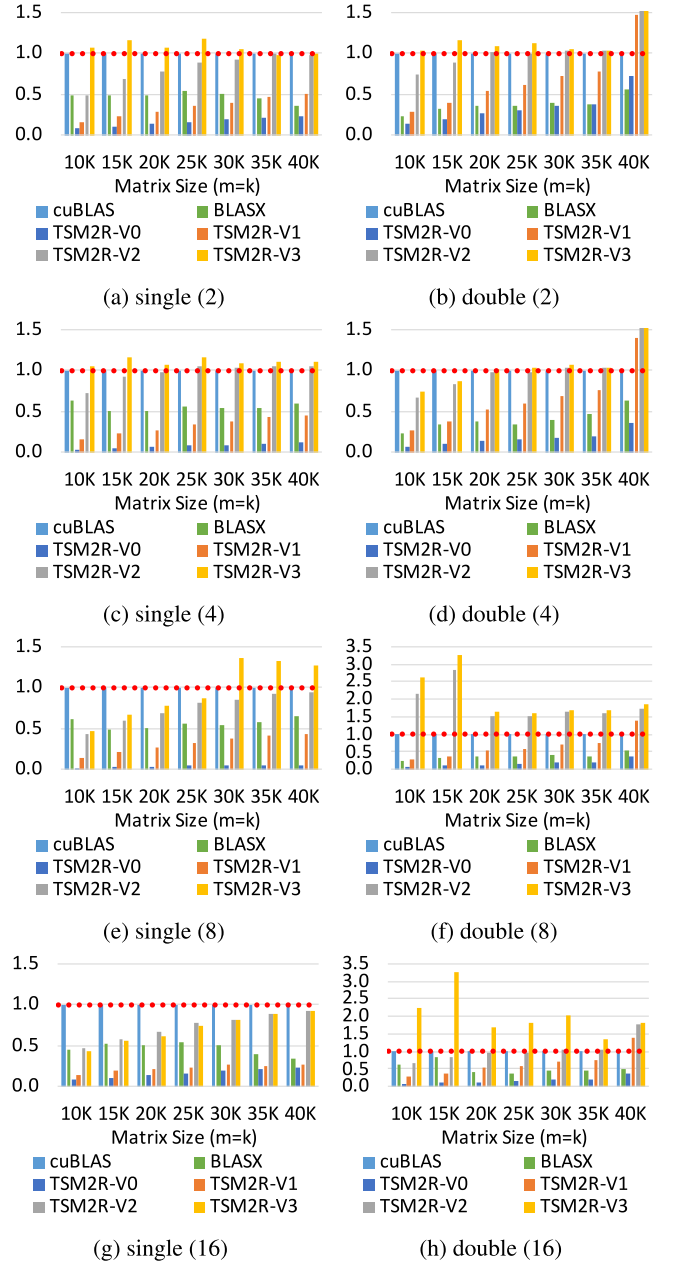 1.5
1.0
0.5
0.0
10K 15K 20K 25K 30K 35K 40K
Matrix Size (m=k)
cuBLAS BLASX
TSM2R-V0 TSM2R-V1
TSM2R-V2 TSM2R-V3
(a) single (2)
1.5
1.0
0.5
0.0
10K 15K 20K 25K 30K 35K 40K
Matrix Size (m=k)
cuBLAS BLASX
TSM2R-V0 TSM2R-V1
TSM2R-V2 TSM2R-V3
(b) double (2)
1.5
1.0
0.5
0.0
10K 15K 20K 25K 30K 35K 40K
Matrix Size (m=k)
cuBLAS BLASX
TSM2R-V0 TSM2R-V1
TSM2R-V2 TSM2R-V3
(c) single (4)
1.5
1.0
0.5
0.0
10K 15K 20K 25K 30K 35K 40K
Matrix Size (m=k)
cuBLAS BLASX
TSM2R-V0 TSM2R-V1
TSM2R-V2 TSM2R-V3
(d) double (4)
1.5
1.0
0.5
0.0
10K 15K 20K 25K 30K 35K 40K
Matrix Size (m=k)
cuBLAS BLASX
TSM2R-V0 TSM2R-V1
TSM2R-V2 TSM2R-V3
(e) single (8)
3.5
3.0
2.5
2.0
1.5
1.0
0.5
0.0
10K 15K 20K 25K 30K 35K 40K
Matrix Size (m=k)
cuBLAS BLASX
TSM2R-V0 TSM2R-V1
TSM2R-V2 TSM2R-V3
(f) double (8)
1.5
1.0
0.5
0.0
10K 15K 20K 25K 30K 35K 40K
Matrix Size (m=k)
cuBLAS BLASX
TSM2R-V0 TSM2R-V1
TSM2R-V2 TSM2R-V3
(g) single (16)
3.5
3.0
2.5
2.0
1.5
1.0
0.5
0.0
10K 15K 20K 25K 30K 35K 40K
Matrix Size (m=k)
cuBLAS BLASX
TSM2R-V0 TSM2R-V1
TSM2R-V2 TSM2R-V3
(h) double (16)